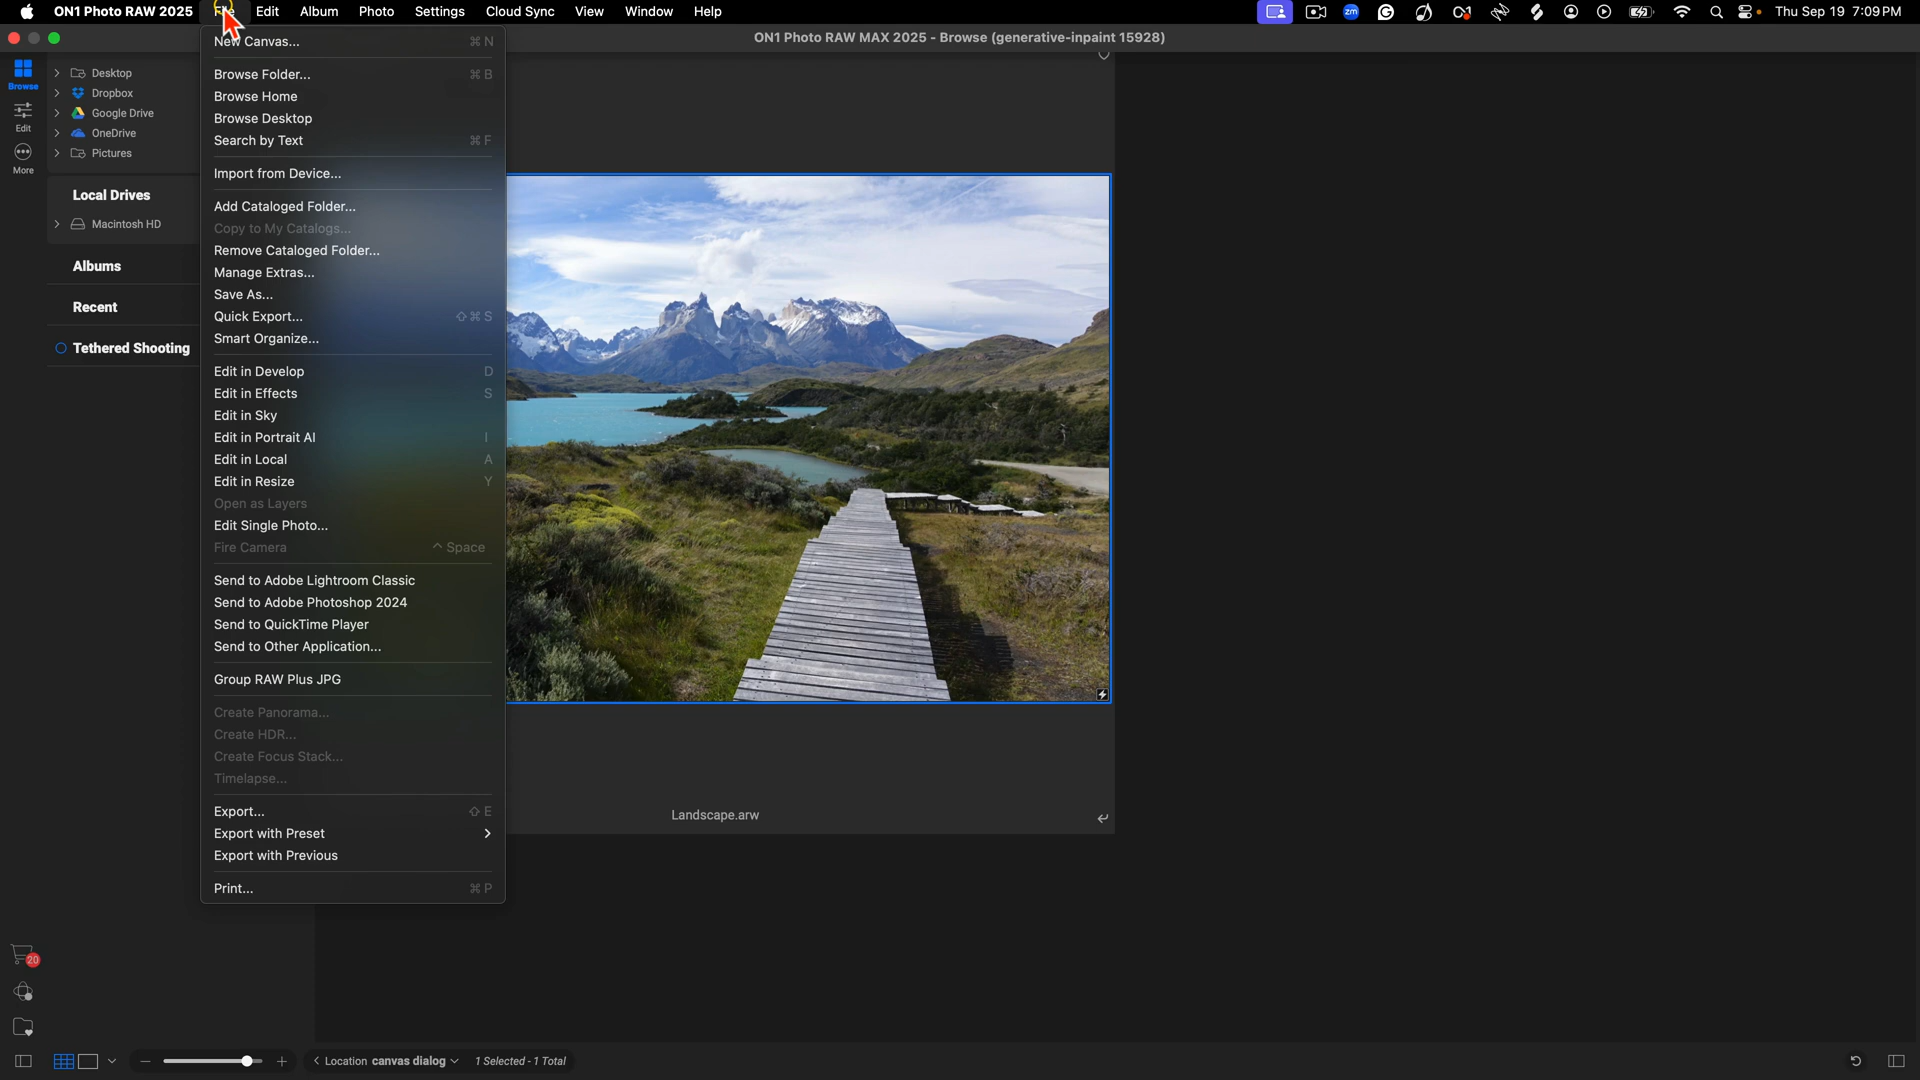 ON1 Photo RAW 2025 File Edit Album Photo Settings Cloud Sync View Window Help zm Thu Sep 19 7:09 PM
ON1 Photo RAW MAX 2025 - Browse (generative-inpaint 15928)
Browse
Edit
More
Desktop
Dropbox
Google Drive
OneDrive
Pictures
Local Drives
Macintosh HD
Albums
Recent
Tethered Shooting
New Canvas... ⌘ N
Browse Folder... ⌘ B
Browse Home
Browse Desktop
Search by Text ⌘ F
Import from Device...
Add Cataloged Folder...
Copy to My Catalogs...
Remove Cataloged Folder...
Manage Extras...
Save As...
Quick Export... ⇧ ⌘ S
Smart Organize...
Edit in Develop D
Edit in Effects S
Edit in Sky
Edit in Portrait AI I
Edit in Local A
Edit in Resize Y
Open as Layers
Edit Single Photo...
Fire Camera ^ Space
Send to Adobe Lightroom Classic
Send to Adobe Photoshop 2024
Send to QuickTime Player
Send to Other Application...
Group RAW Plus JPG
Create Panorama...
Create HDR...
Create Focus Stack...
Timelapse...
Export... ⇧ E
Export with Preset >
Export with Previous
Print... ⌘ P
Landscape.arw
20
Location canvas dialog 1 Selected - 1 Total